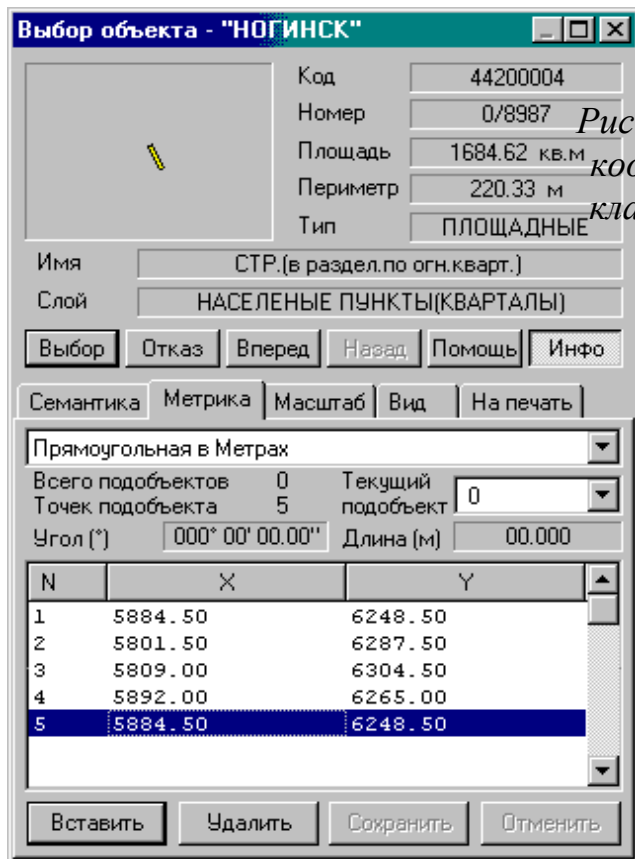 Выбор объекта - "НОГИНСК"
Код 44200004
Номер 0/8987
Площадь 1684.62 кв.м
Периметр 220.33 м
Тип ПЛОЩАДНЫЕ
Рис
коо
кла
Имя СТР.(в раздел.по огн.кварт.)
Слой НАСЕЛЕНЫЕ ПУНКТЫ(КВАРТАЛЫ)
Выбор Отказ Вперед Назад Помощь Инфо
Семантика Метрика Масштаб Вид На печать
Прямоугольная в Метрах
Всего подобъектов 0 Текущий
Точек подобъекта 5 подобъект 0
Угол (°) 000° 00' 00.00'' Длина (м) 00.000
N X Y
1 5884.50 6248.50
2 5801.50 6287.50
3 5809.00 6304.50
4 5892.00 6265.00
5 5884.50 6248.50
Вставить Удалить Сохранить Отменить